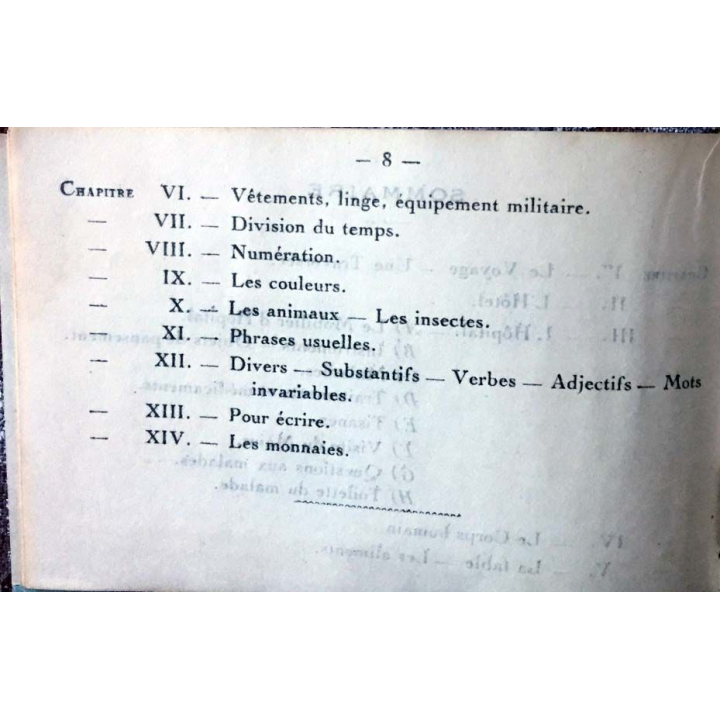 — 8 —
CHAPITRE VI. — Vêtements, linge, équipement militaire.
— VII. — Division du temps.
— VIII. — Numération.
— IX. — Les couleurs.
— X. — Les animaux — Les insectes.
— XI. — Phrases usuelles.
— XII. — Divers — Substantifs — Verbes — Adjectifs — Mots
invariables.
— XIII. — Pour écrire.
— XIV. — Les monnaies.